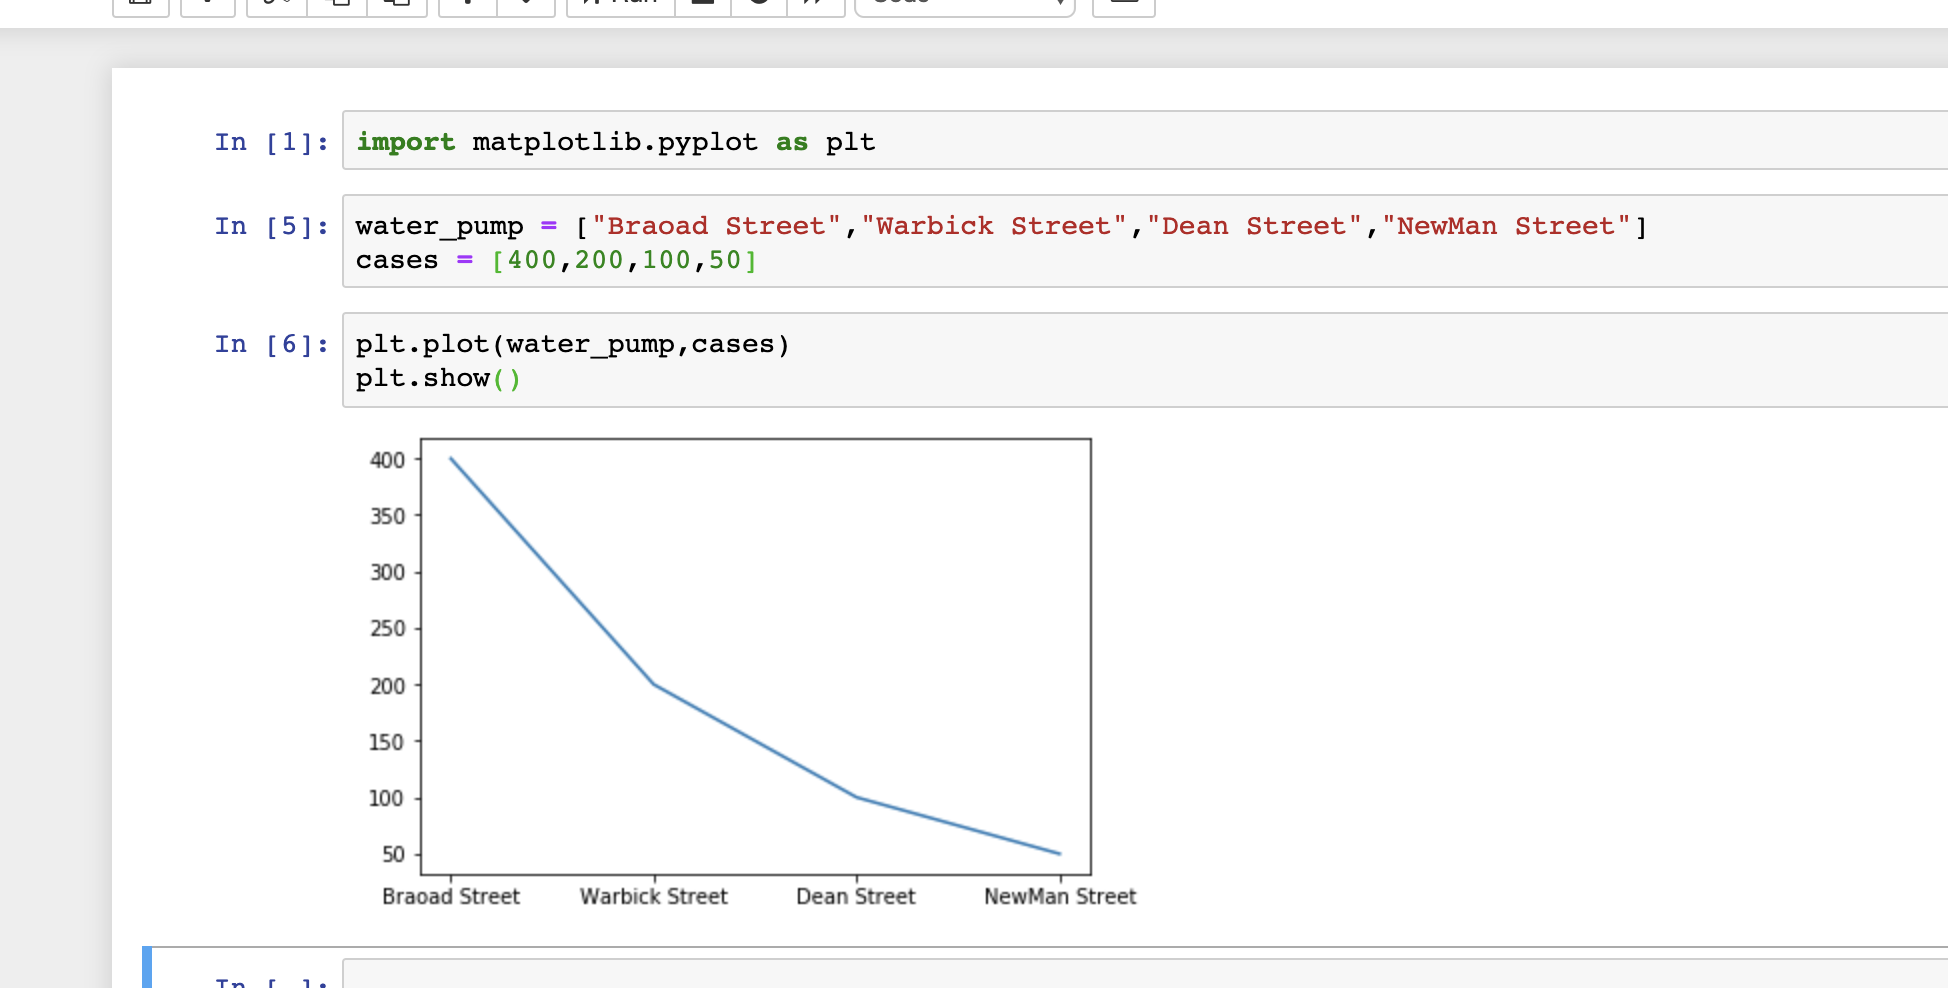 In [1]: import matplotlib.pyplot as plt
In [5]: water_pump = ["Braoad Street","Warbick Street","Dean Street","NewMan Street"]
cases = [400,200,100,50]
In [6]: plt.plot(water_pump,cases)
plt.show()
400
350
300
250
200
150
100
50
Braoad Street Warbick Street Dean Street NewMan Street
In [ ]: